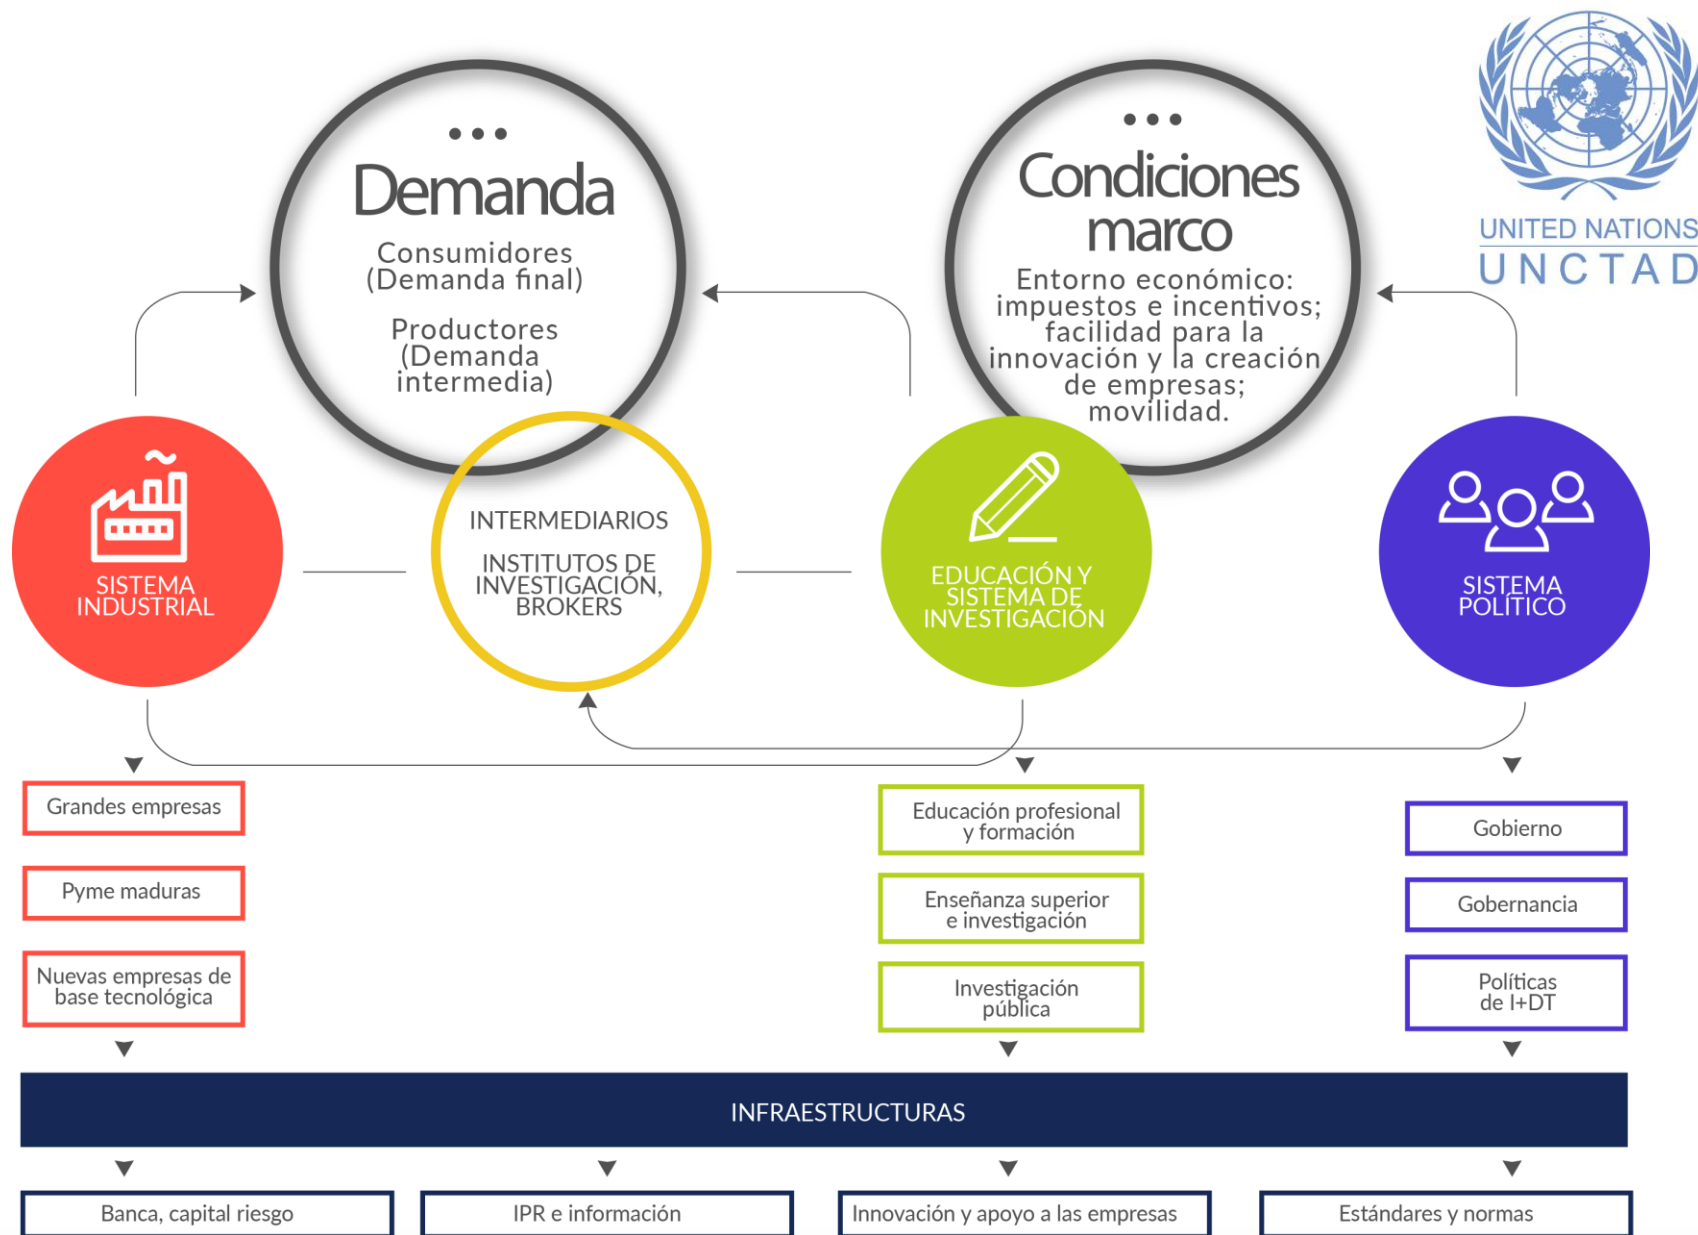 Demanda
Consumidores
(Demanda final)
Productores
(Demanda
intermedia)
Condiciones
marco
Entorno económico:
impuestos e incentivos;
facilidad para la
innovación y la creación
de empresas;
movilidad.
UNITED NATIONS
UNCTAD
SISTEMA
INDUSTRIAL
INTERMEDIARIOS
INSTITUTOS DE
INVESTIGACIÓN,
BROKERS
EDUCACIÓN Y
SISTEMA DE
INVESTIGACIÓN
SISTEMA
POLÍTICO
Grandes empresas
Pyme maduras
Nuevas empresas de
base tecnológica
Educación profesional
y formación
Enseñanza superior
e investigación
Investigación
pública
Gobierno
Gobernancia
Políticas
de I+DT
INFRAESTRUCTURAS
Banca, capital riesgo
IPR e información
Innovación y apoyo a las empresas
Estándares y normas